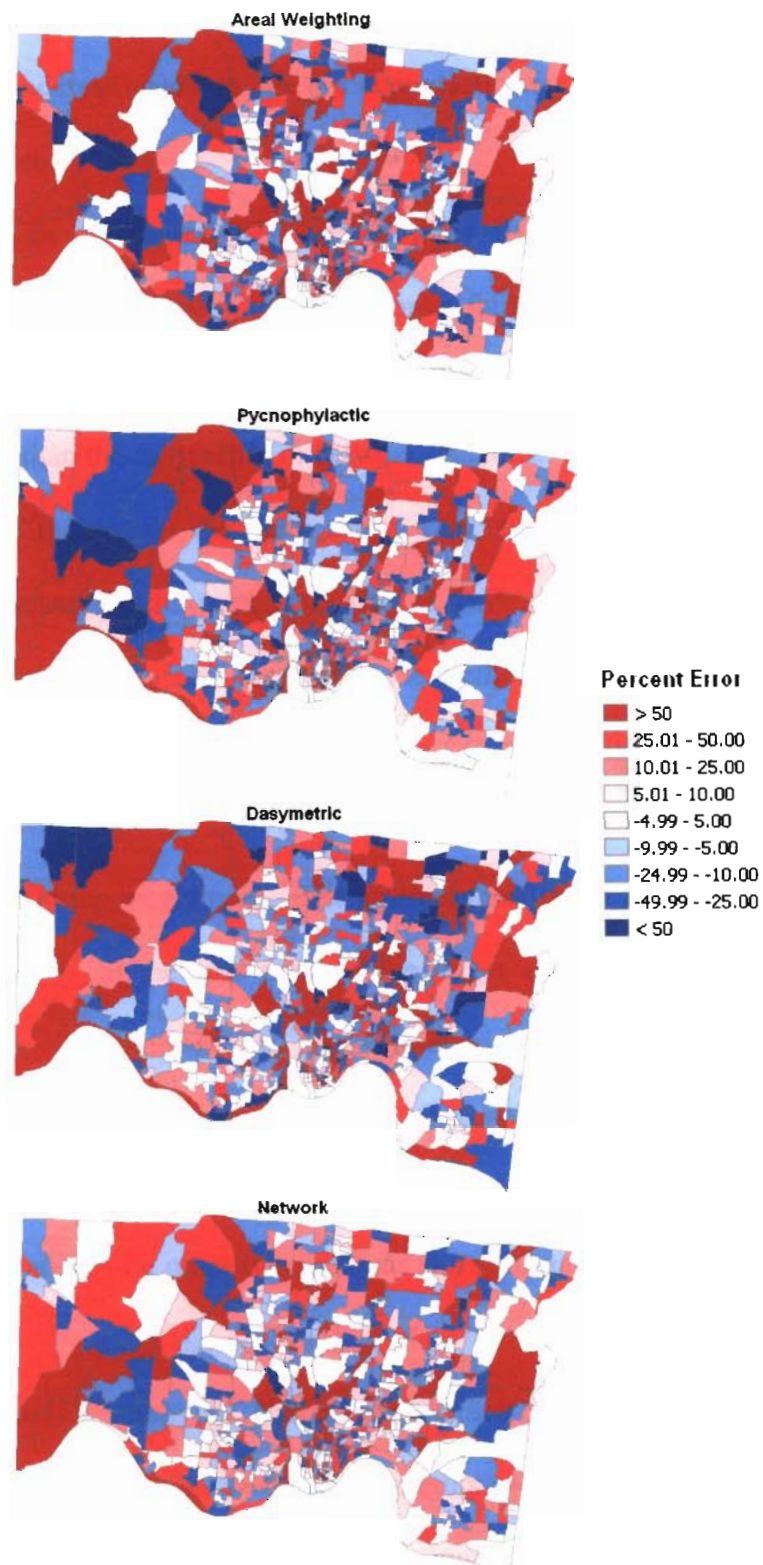 Areal Weighting
Pycnophylactic
Percent Error
> 50
25.01 - 50.00
10.01 - 25.00
5.01 - 10.00
-4.99 - 5.00
-9.99 - -5.00
-24.99 - -10.00
-49.99 - -25.00
< 50
Dasymetric
Network